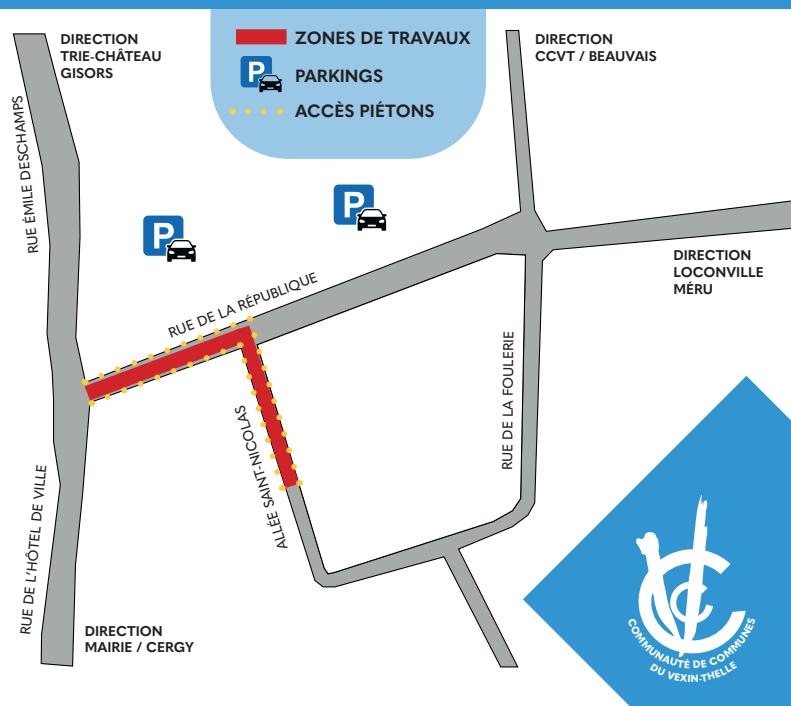 ZONES DE TRAVAUX
P
PARKINGS
ACCÈS PIÉTONS
DIRECTION
TRIE-CHÂTEAU
GISORS
DIRECTION
CCVT / BEAUVAIS
RUE ÉMILE DESCHAMPS
P
P
DIRECTION
LOCONVILLE
MÉRU
RUE DE LA RÉPUBLIQUE
RUE DE LA FOULERIE
ALLÉE SAINT-NICOLAS
RUE DE L'HÔTEL DE VILLE
DIRECTION
MAIRIE / CERGY
COMMUNAUTÉ DE COMMUNES
DU VEXIN-THELLE